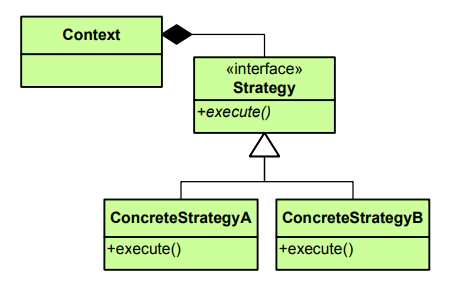 Context
«interface»
Strategy
+execute()
ConcreteStrategyA
+execute()
ConcreteStrategyB
+execute()